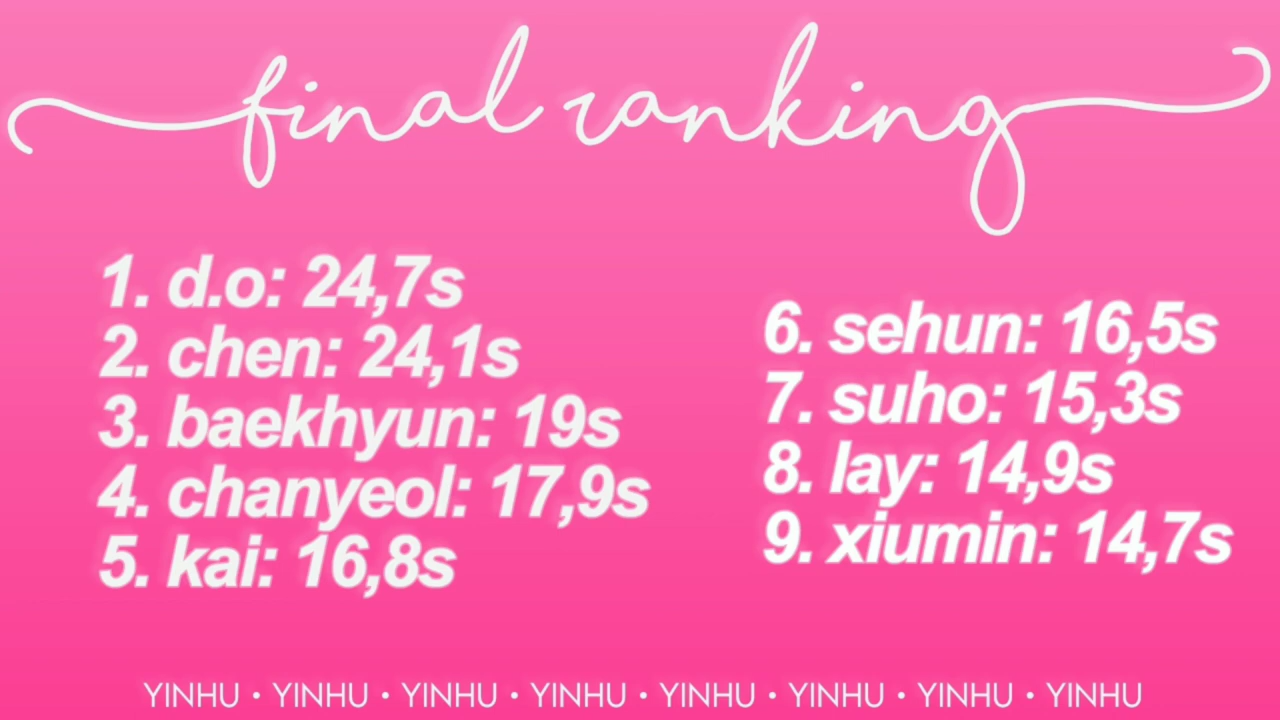 final ranking
1. d.o: 24,7s
2. chen: 24,1s
3. baekhyun: 19s
4. chanyeol: 17,9s
5. kai: 16,8s
6. sehun: 16,5s
7. suho: 15,3s
8. lay: 14,9s
9. xiumin: 14,7s
YINHU • YINHU • YINHU • YINHU • YINHU • YINHU • YINHU • YINHU